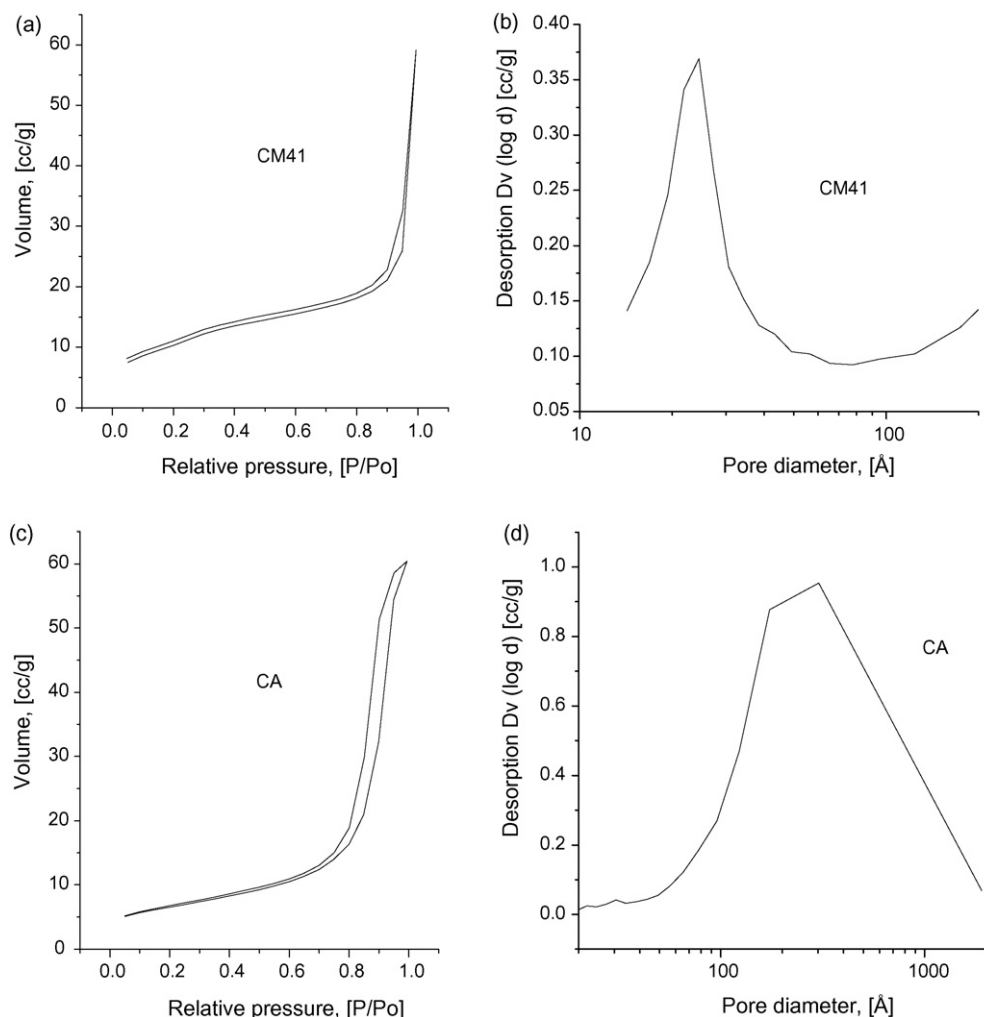 (a)
60
50
40
30
20
10
0
Volume, [cc/g]
CM41
0.0 0.2 0.4 0.6 0.8 1.0
Relative pressure, [P/Po]
(b)
0.40
0.35
0.30
0.25
0.20
0.15
0.10
0.05
Desorption Dv (log d) [cc/g]
CM41
10 100
Pore diameter, [Å]
(c)
60
50
40
30
20
10
0
Volume, [cc/g]
CA
0.0 0.2 0.4 0.6 0.8 1.0
Relative pressure, [P/Po]
(d)
1.0
0.8
0.6
0.4
0.2
0.0
Desorption Dv (log d) [cc/g]
CA
100 1000
Pore diameter, [Å]